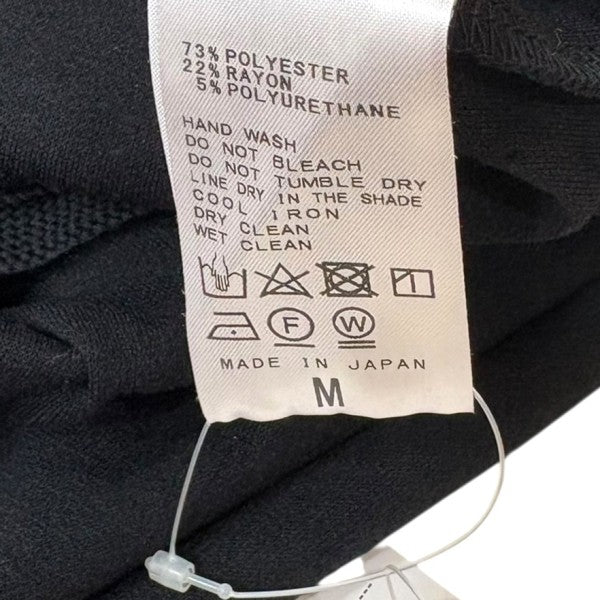 73% POLYESTER
22% RAYON
5% POLYURETHANE
HAND WASH
DO NOT BLEACH
DO NOT TUMBLE DRY
LINE DRY IN THE SHADE
COOL IRON
DRY CLEAN
WET CLEAN
F W
MADE IN JAPAN
M